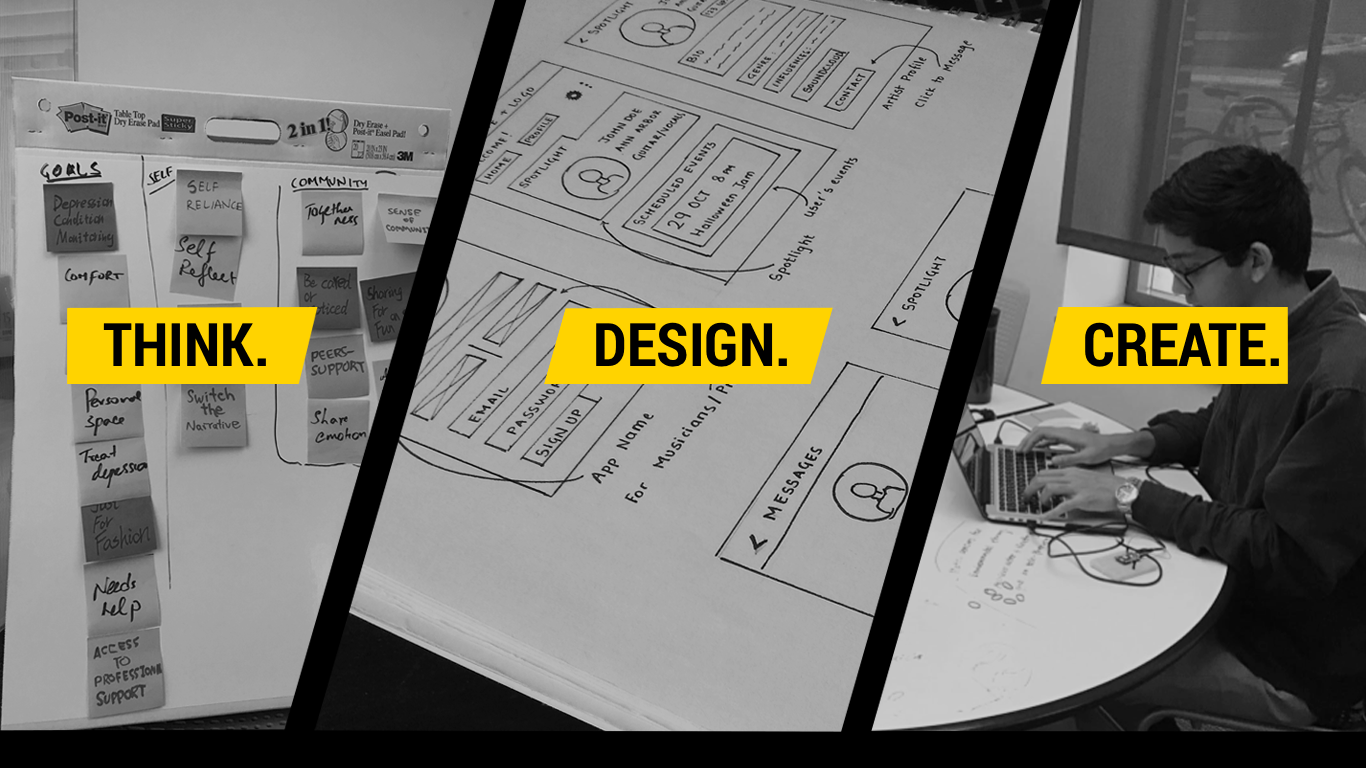 Post-it
Table Top
Dry Erase Pad
Super
Sticky
2 in 1!
Dry Erase +
Post-it® Easel Pad!
3M
GOALS
Depression
Condition
Monitoring
COMFORT
Personal
space
Treat
depression
Just
For
Fashion
Needs
help
ACCESS
TO
PROFESSIONAL
SUPPORT
SELF
SELF
RELIANCE
Self
Reflect
Switch
the
Narrative
COMMUNITY
Together
ness
SENSE
OF
COMMUNITY
Be cared
or
noticed
Sharing
For
Fun
PEERS-
SUPPORT
Share
emotion
THINK.
< SPOTLIGHT
BIO
GENRE:
INFLUENCES:
SOUNDCLOUD
CONTACT
Artist Profile
Click to Message
LOGO
HOME
PROFILE
SPOTLIGHT
JOHN DOE
ANN ARBOR
GUITAR/VOCALS
SCHEDULED EVENTS
29 OCT 8 PM
Halloween Jam
user's events
Spotlight
EMAIL
PASSWOR
SIGN UP
App Name
For Musicians/
< SPOTLIGHT
< MESSAGES
DESIGN.
CREATE.